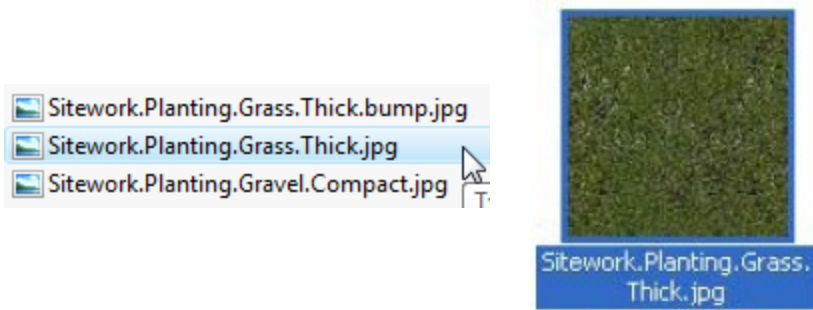 Sitework.Planting.Grass.Thick.bump.jpg
Sitework.Planting.Grass.Thick.jpg
Sitework.Planting.Gravel.Compact.jpg
Sitework.Planting.Grass.
Thick.jpg